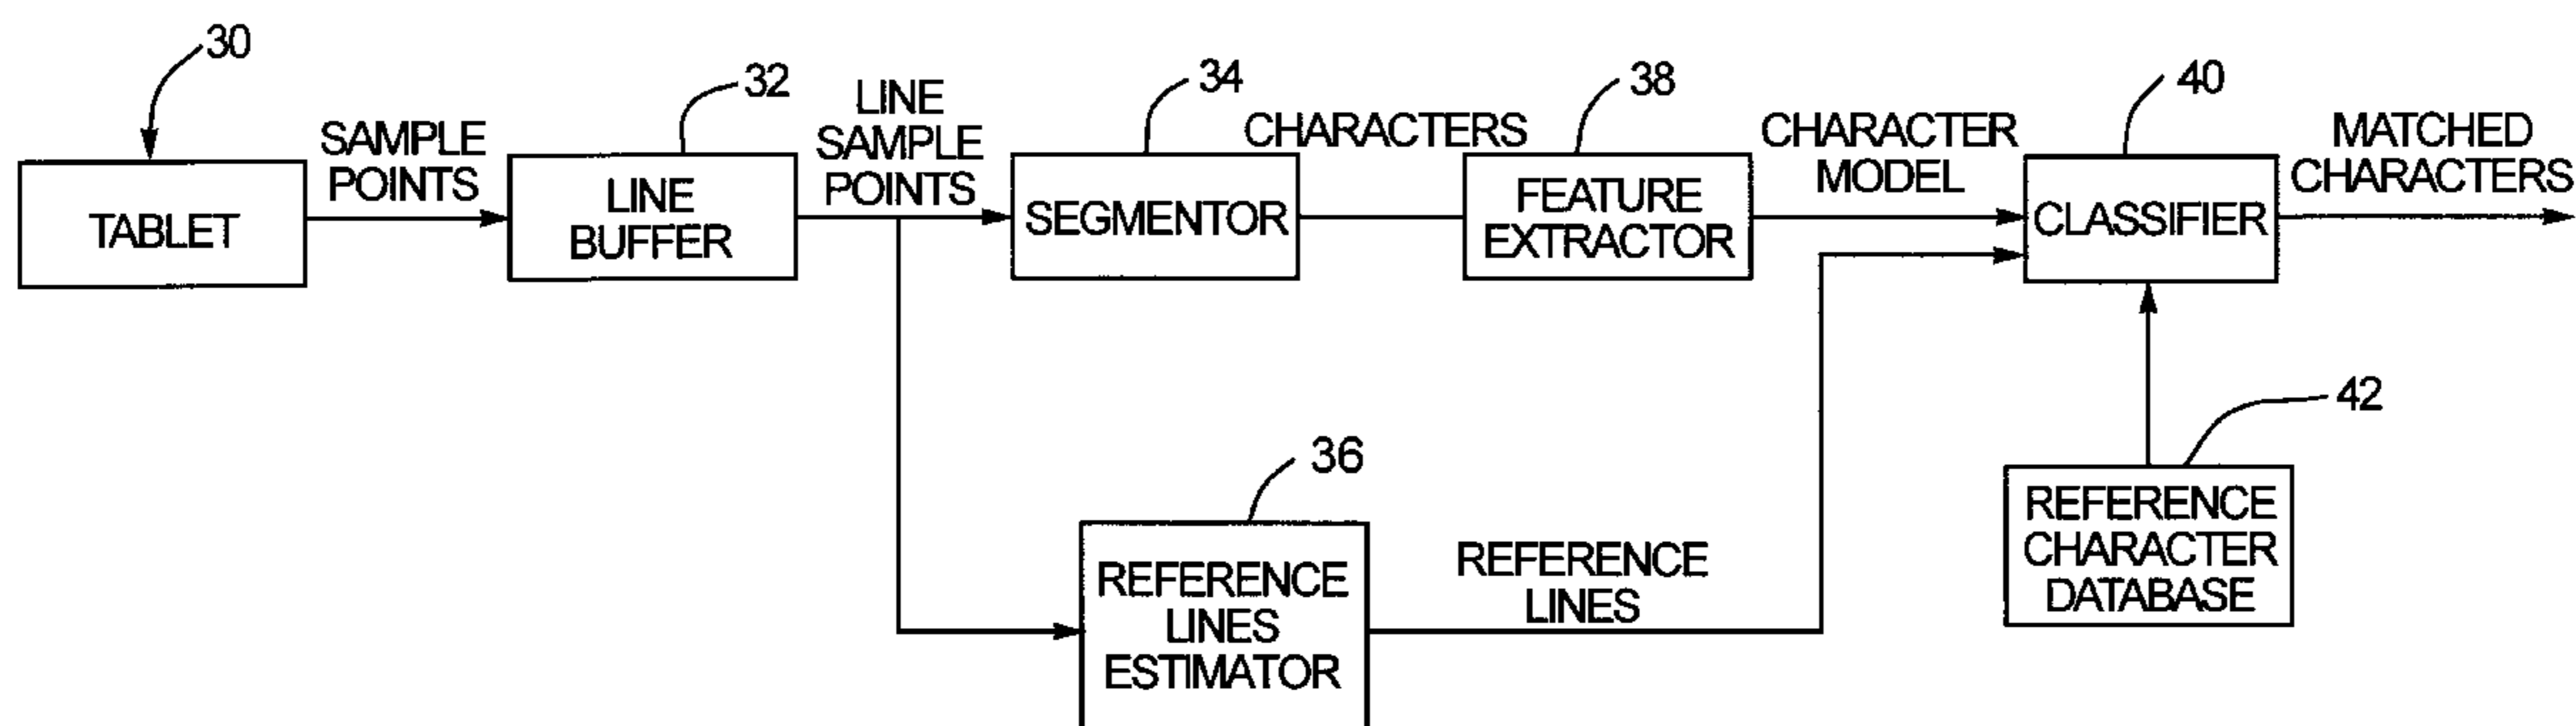 30
32
34
38
40
LINE
SAMPLE
POINTS
SAMPLE
POINTS
CHARACTERS
CHARACTER
MODEL
MATCHED
CHARACTERS
TABLET
LINE
BUFFER
SEGMENTOR
FEATURE
EXTRACTOR
CLASSIFIER
42
36
REFERENCE
CHARACTER
DATABASE
REFERENCE
LINES
ESTIMATOR
REFERENCE
LINES